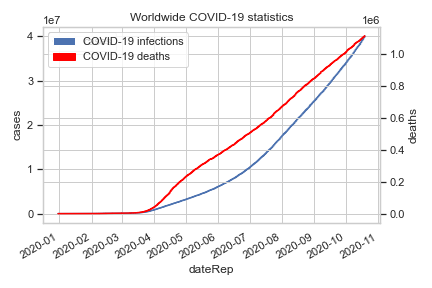 Worldwide COVID-19 statistics
1e7
1e6
COVID-19 infections
COVID-19 deaths
4
3
2
1
0
cases
1.0
0.8
0.6
0.4
0.2
0.0
deaths
2020-01
2020-02
2020-03
2020-04
2020-05
2020-06
2020-07
2020-08
2020-09
2020-10
2020-11
dateRep